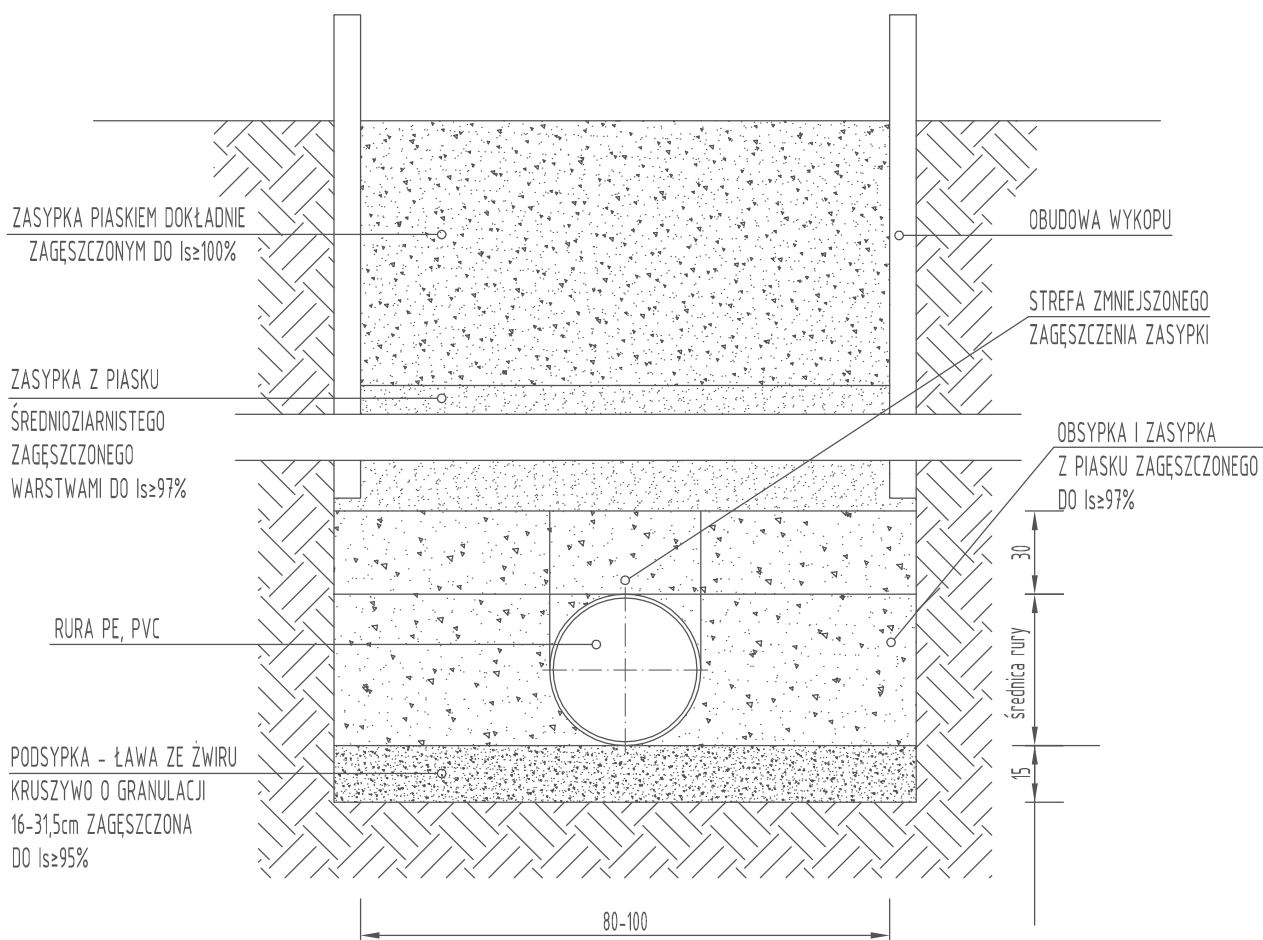 ZASYPKA PIASKIEM DOKŁADNIE
ZAGĘSZCZONYM DO Is≥100%
ZASYPKA Z PIASKU
ŚREDNIOZIARNISTEGO
ZAGĘSZCZONEGO
WARSTWAMI DO Is≥97%
RURA PE, PVC
PODSYPKA - ŁAWA ZE ŻWIRU
KRUSZYWO O GRANULACJI
16-31,5cm ZAGĘSZCZONA
DO Is≥95%
OBUDOWA WYKOPU
STREFA ZMNIEJSZONEGO
ZAGĘSZCZENIA ZASYPKI
OBSYPKA I ZASYPKA
Z PIASKU ZAGĘSZCZONEGO
DO Is≥97%
30
średnica rury
15
80-100